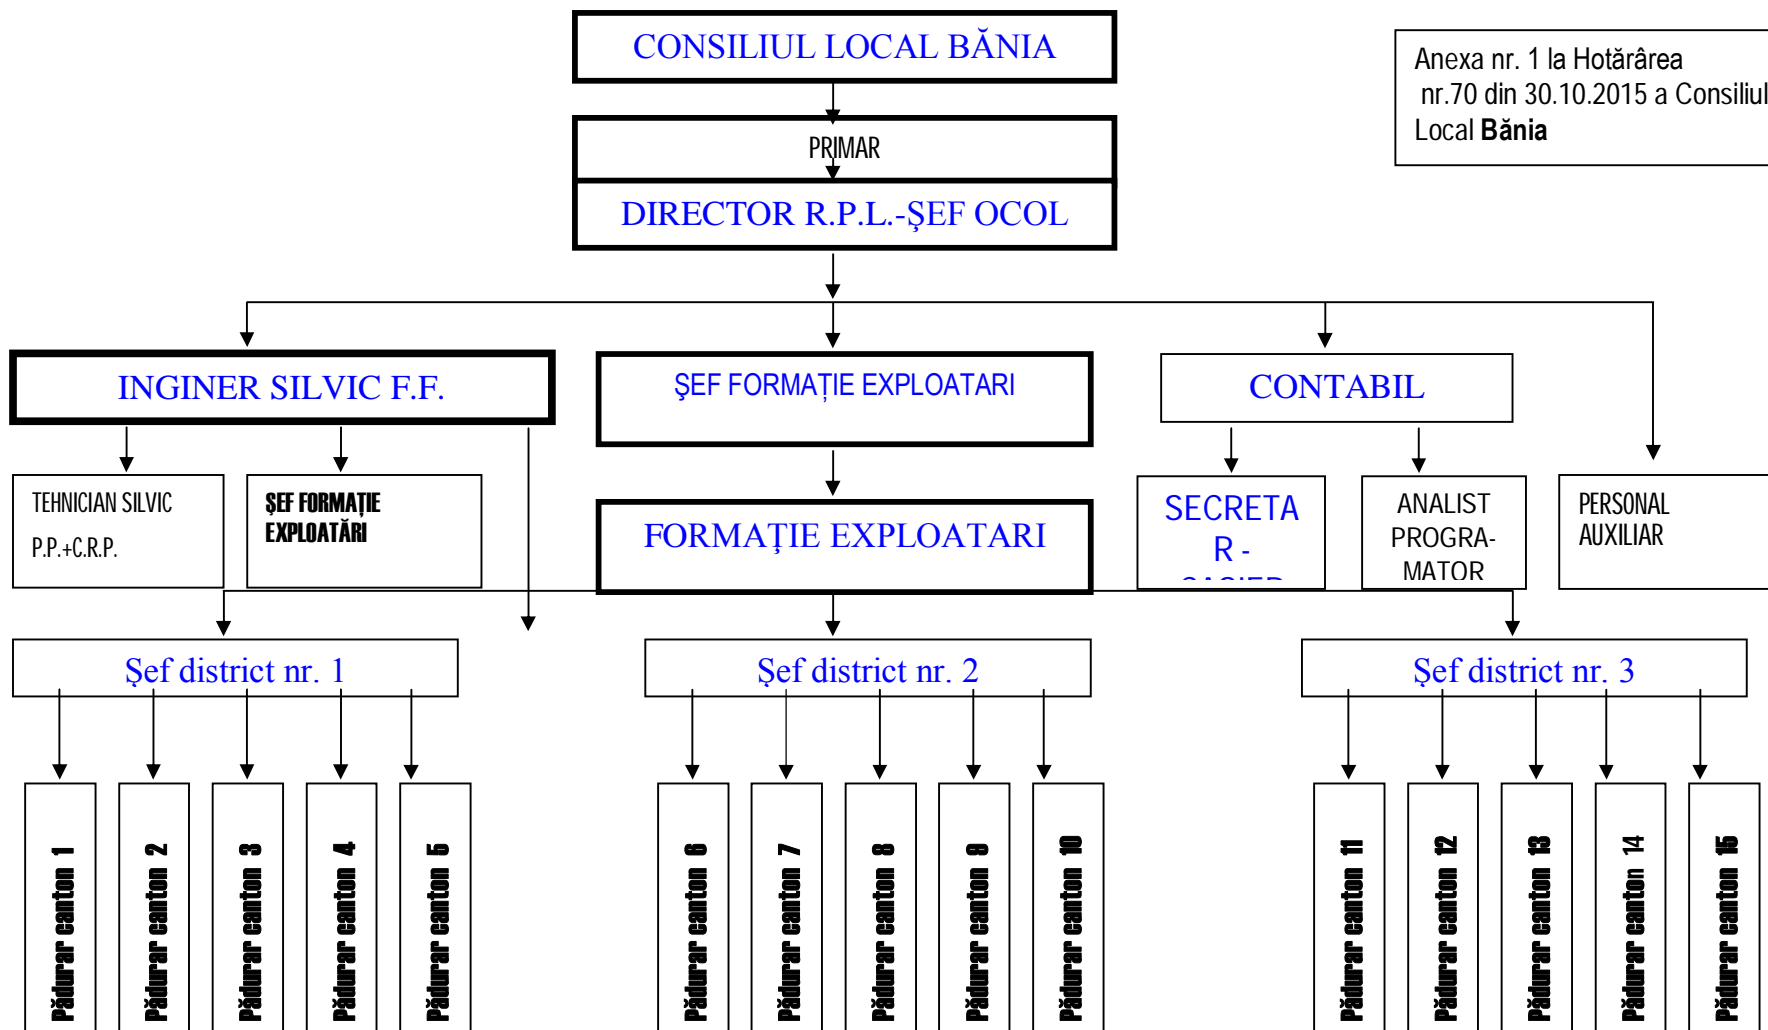 CONSILIUL LOCAL BĂNIA
Anexa nr. 1 la Hotărârea
nr.70 din 30.10.2015 a Consiliul
Local Bănia
PRIMAR
DIRECTOR R.P.L.-ŞEF OCOL
INGINER SILVIC F.F.
ŞEF FORMAȚIE EXPLOATARI
CONTABIL
TEHNICIAN SILVIC
P.P.+C.R.P.
ŞEF FORMAȚIE
EXPLOATĂRI
FORMAŢIE EXPLOATARI
SECRETA
R -
ANALIST
PROGRA-
MATOR
PERSONAL
AUXILIAR
Şef district nr. 1
Şef district nr. 2
Şef district nr. 3
Pădurar canton 1
Pădurar canton 2
Pădurar canton 3
Pădurar canton 4
Pădurar canton 5
Pădurar canton 6
Pădurar canton 7
Pădurar canton 8
Pădurar canton 9
Pădurar canton 10
Pădurar canton 11
Pădurar canton 12
Pădurar canton 13
Pădurar canton 14
Pădurar canton 15